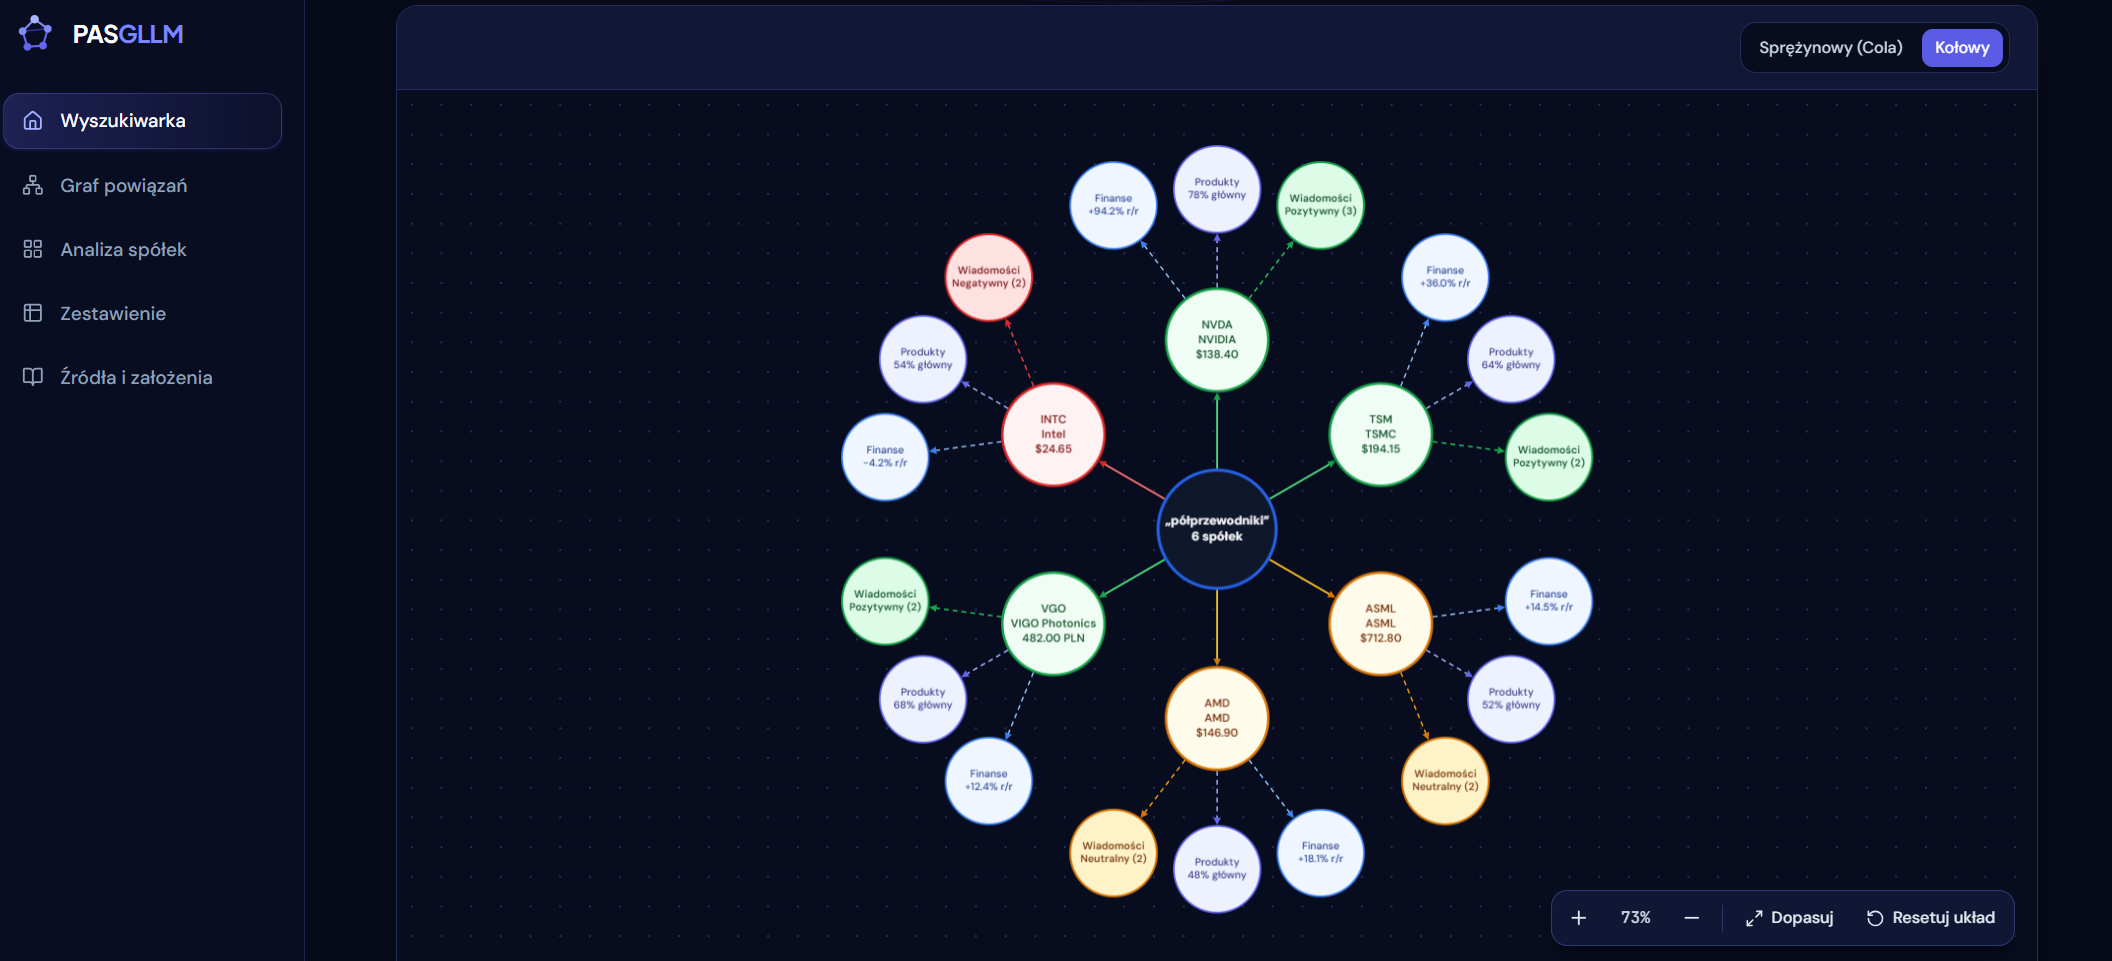 PASGLLM
Wyszukiwarka
Graf powiązań
Analiza spółek
Zestawienie
Źródła i założenia
Sprężynowy (Cola)
Kołowy
Finanse
+94.2% r/r
Produkty
78% główny
Wiadomości
Pozytywny (3)
NVDA
NVIDIA
$138.40
Wiadomości
Negatywny (2)
Produkty
54% główny
Finanse
-4.2% r/r
INTC
Intel
$24.65
Finanse
+36.0% r/r
Produkty
64% główny
Wiadomości
Pozytywny (2)
TSM
TSMC
$194.15
„półprzewodniki”
6 spółek
Wiadomości
Pozytywny (2)
Produkty
68% główny
Finanse
+12.4% r/r
VGO
VIGO Photonics
482.00 PLN
ASML
ASML
$712.80
Finanse
+14.5% r/r
Produkty
52% główny
Wiadomości
Neutralny (2)
AMD
AMD
$146.90
Wiadomości
Neutralny (2)
Produkty
48% główny
Finanse
+18.1% r/r
73%
Dopasuj
Resetuj układ